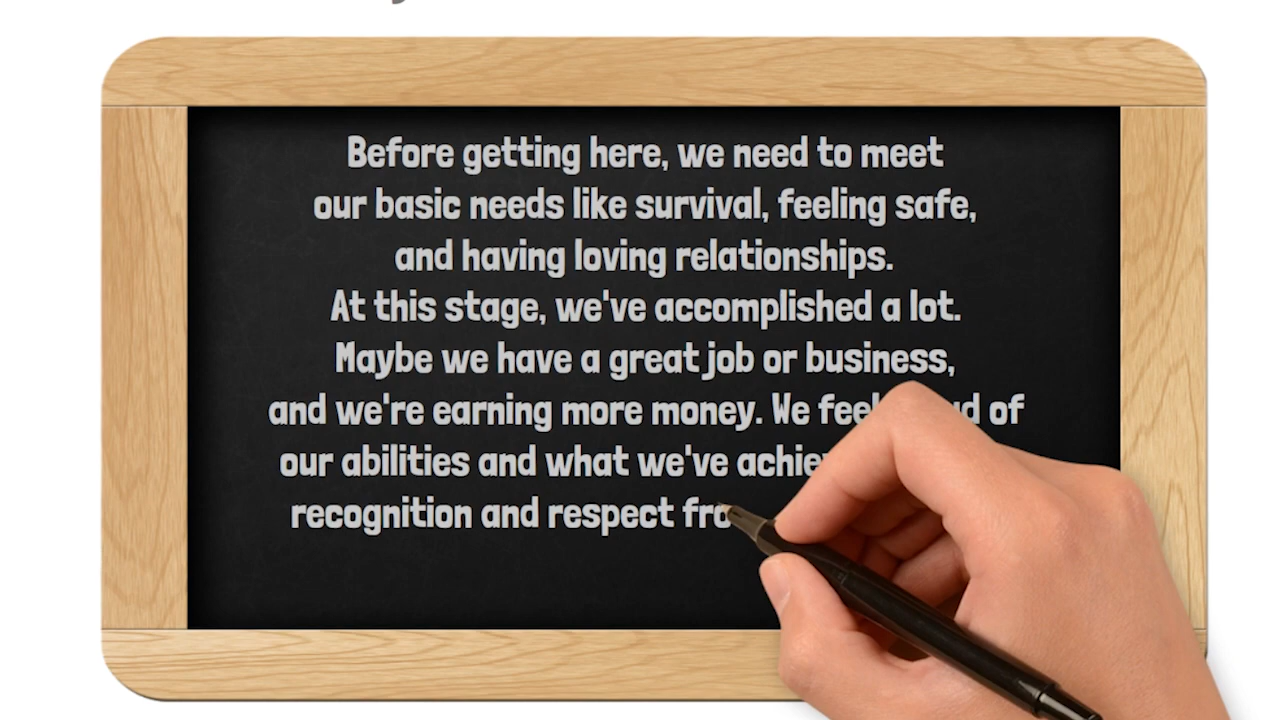 Before getting here, we need to meet
our basic needs like survival, feeling safe,
and having loving relationships.
At this stage, we've accomplished a lot.
Maybe we have a great job or business,
and we're earning more money. We feel of
our abilities and what we've
recognition and respect